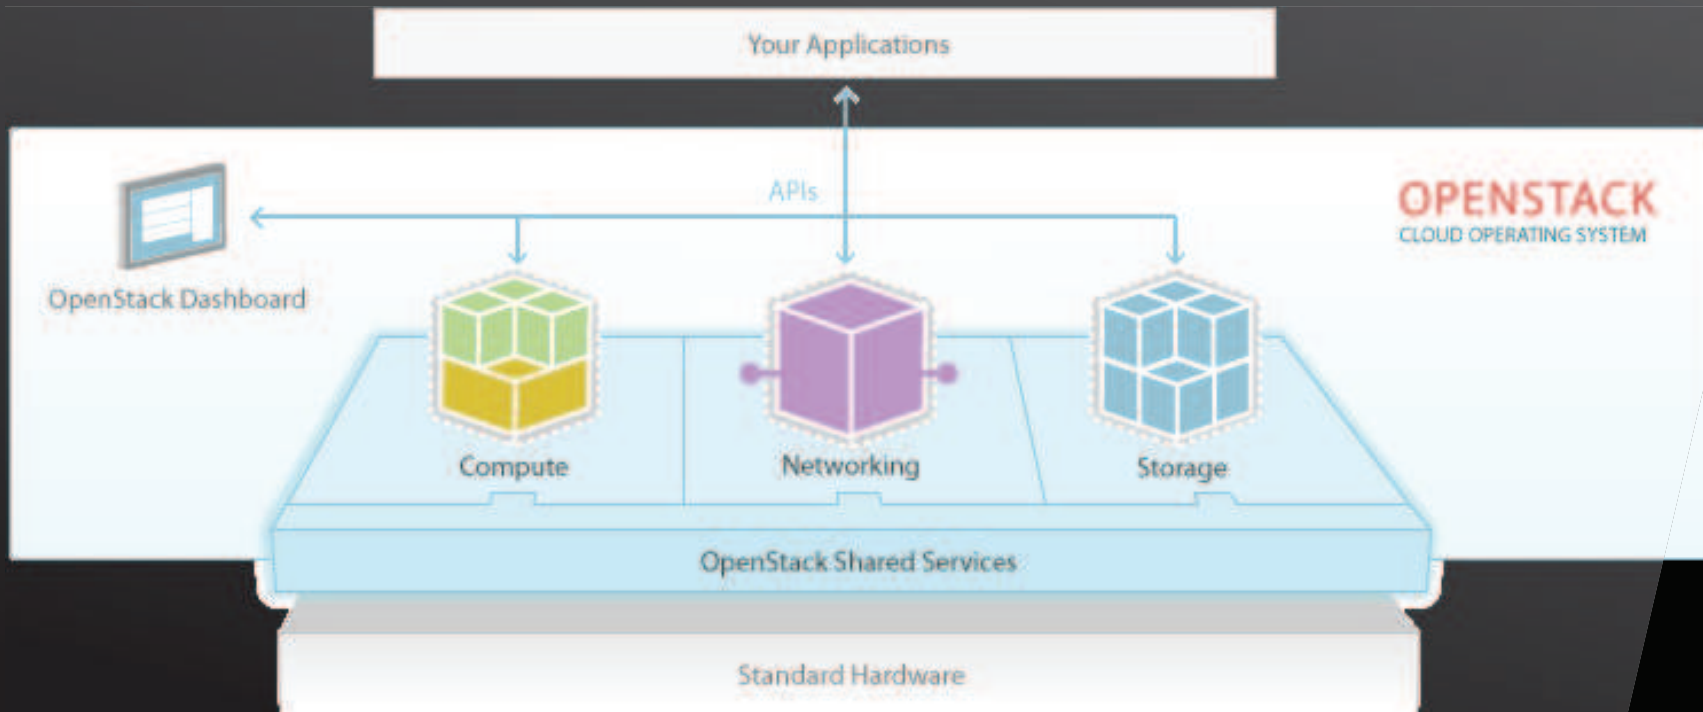 Your Applications
APIs
OPENSTACK
CLOUD OPERATING SYSTEM
OpenStack Dashboard
Compute
Networking
Storage
OpenStack Shared Services
Standard Hardware